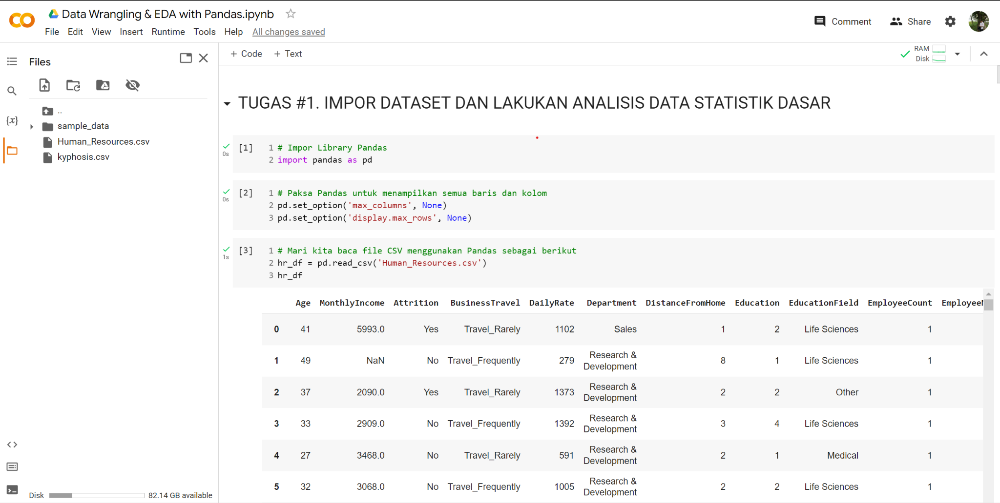 Data Wrangling & EDA with Pandas.ipynb
File Edit View Insert Runtime Tools Help All changes saved
Comment Share
Files
+ Code + Text
RAM
Disk
..
sample_data
Human_Resources.csv
kyphosis.csv
{x}
TUGAS #1. IMPOR DATASET DAN LAKUKAN ANALISIS DATA STATISTIK DASAR
0s [1] 1 # Impor Library Pandas
2 import pandas as pd
0s [2] 1 # Paksa Pandas untuk menampilkan semua baris dan kolom
2 pd.set_option('max_columns', None)
3 pd.set_option('display.max_rows', None)
1s [3] 1 # Mari kita baca file CSV menggunakan Pandas sebagai berikut
2 hr_df = pd.read_csv('Human_Resources.csv')
3 hr_df
Age MonthlyIncome Attrition BusinessTravel DailyRate Department DistanceFromHome Education EducationField EmployeeCount Employee
0 41 5993.0 Yes Travel_Rarely 1102 Sales 1 2 Life Sciences 1
1 49 NaN No Travel_Frequently 279 Research & Development 8 1 Life Sciences 1
2 37 2090.0 Yes Travel_Rarely 1373 Research & Development 2 2 Other 1
3 33 2909.0 No Travel_Frequently 1392 Research & Development 3 4 Life Sciences 1
4 27 3468.0 No Travel_Rarely 591 Research & Development 2 1 Medical 1
5 32 3068.0 No Travel_Frequently 1005 Research & Development 2 2 Life Sciences 1
Disk 82.14 GB available